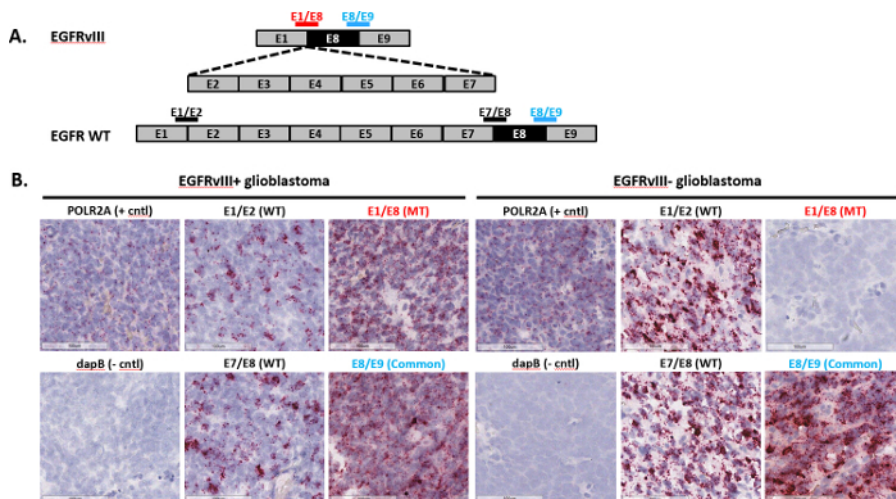 A.
EGFRvIII
E1/E8 E8/E9
E1 E8 E9
E2 E3 E4 E5 E6 E7
E1/E2 E7/E8 E8/E9
EGFR WT
E1 E2 E3 E4 E5 E6 E7 E8 E9
B.
EGFRvIII+ glioblastoma EGFRvIII- glioblastoma
POLR2A (+ cntl) E1/E2 (WT) E1/E8 (MT) POLR2A (+ cntl) E1/E2 (WT) E1/E8 (MT)
dapB (- cntl) E7/E8 (WT) E8/E9 (Common) dapB (- cntl) E7/E8 (WT) E8/E9 (Common)